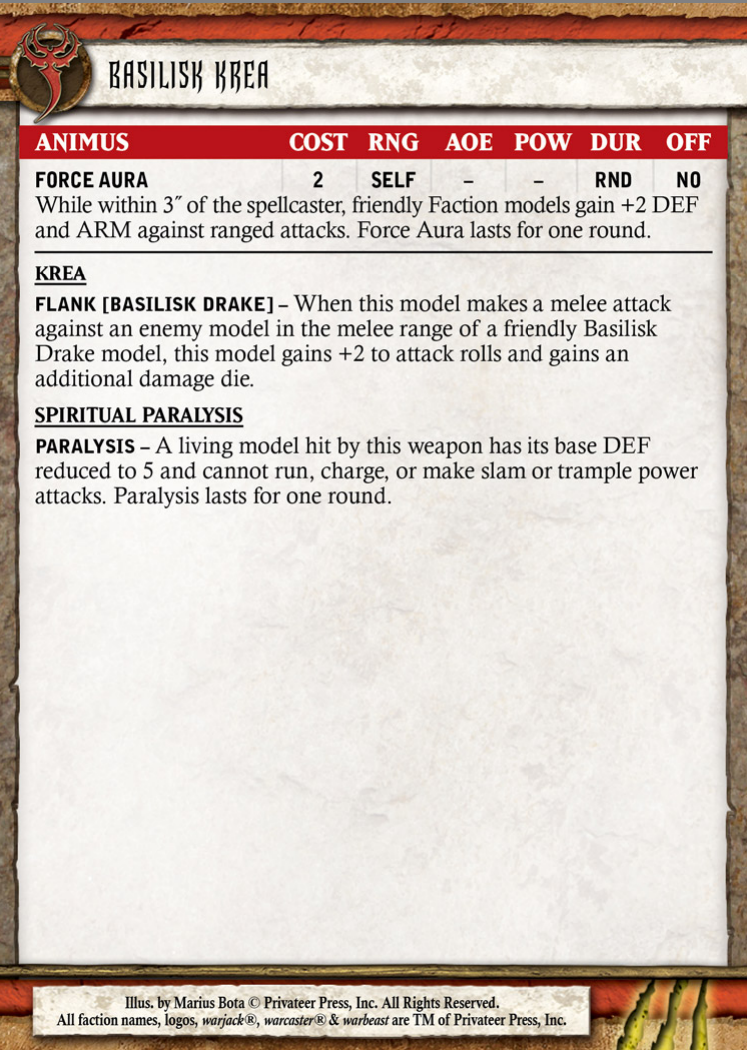 BASILISK KREA
ANIMUS COST RNG AOE POW DUR OFF
FORCE AURA 2 SELF – – RND NO
While within 3˝ of the spellcaster, friendly Faction models gain +2 DEF
and ARM against ranged attacks. Force Aura lasts for one round.
KREA
FLANK [BASILISK DRAKE] – When this model makes a melee attack
against an enemy model in the melee range of a friendly Basilisk
Drake model, this model gains +2 to attack rolls and gains an
additional damage die.
SPIRITUAL PARALYSIS
PARALYSIS – A living model hit by this weapon has its base DEF
reduced to 5 and cannot run, charge, or make slam or trample power
attacks. Paralysis lasts for one round.
Illus. by Marius Bota © Privateer Press, Inc. All Rights Reserved.
All faction names, logos, warjack®, warcaster® & warbeast are TM of Privateer Press, Inc.